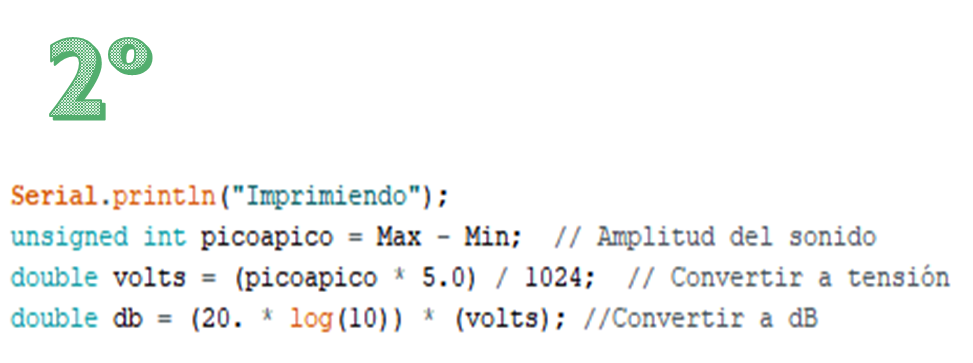 2º
Serial.println("Imprimiendo");
unsigned int picoapico = Max - Min;  // Amplitud del sonido
double volts = (picoapico * 5.0) / 1024;  // Convertir a tensión
double db = (20. * log(10)) * (volts); //Convertir a dB